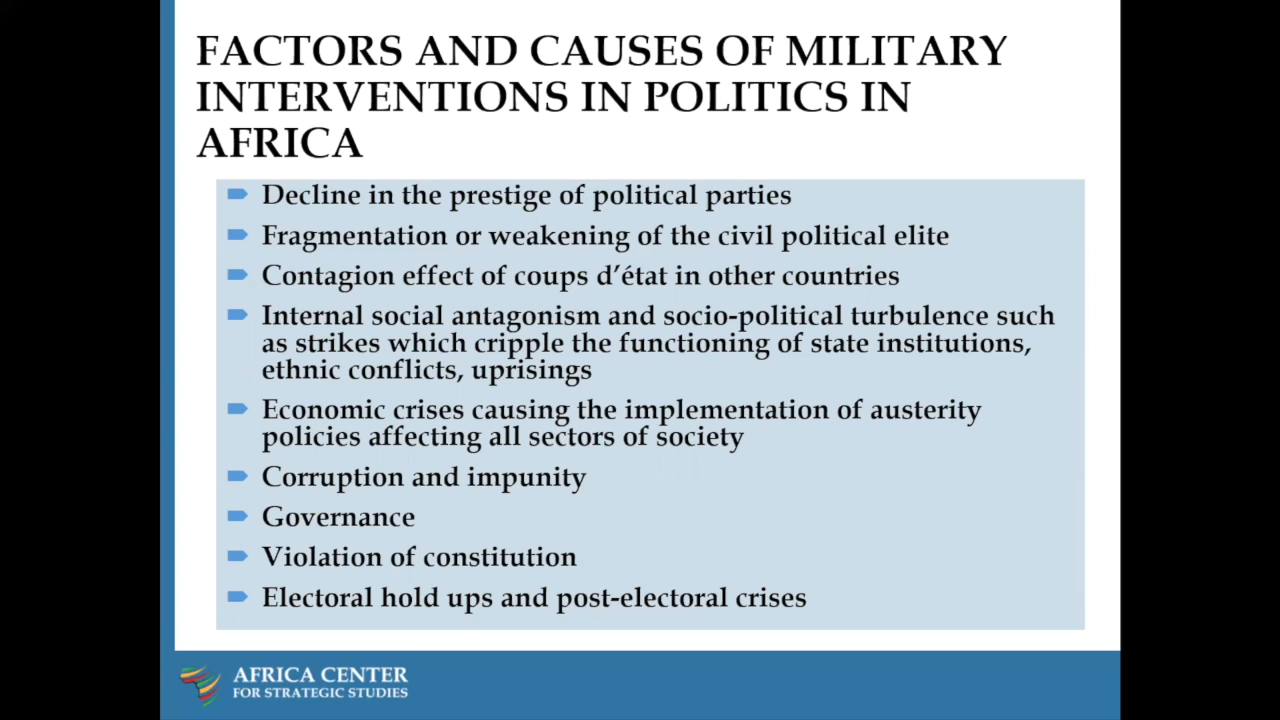 FACTORS AND CAUSES OF MILITARY
INTERVENTIONS IN POLITICS IN
AFRICA
Decline in the prestige of political parties
Fragmentation or weakening of the civil political elite
Contagion effect of coups d’état in other countries
Internal social antagonism and socio-political turbulence such
as strikes which cripple the functioning of state institutions,
ethnic conflicts, uprisings
Economic crises causing the implementation of austerity
policies affecting all sectors of society
Corruption and impunity
Governance
Violation of constitution
Electoral hold ups and post-electoral crises
AFRICA CENTER
FOR STRATEGIC STUDIES